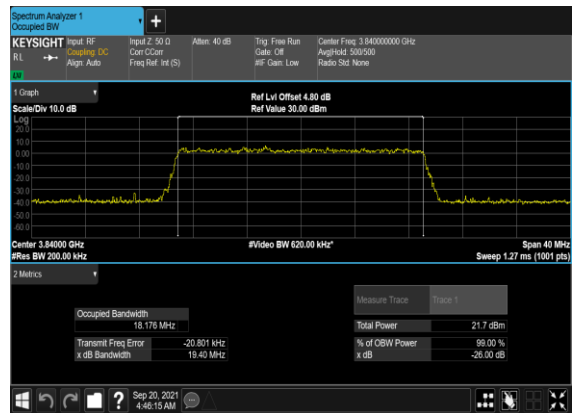 Spectrum Analyzer 1
Occupied BW
+
KEYSIGHT Input: RF Input Z: 50 Ω Atten: 40 dB Trig: Free Run Center Freq: 3.840000000 GHz
RL Coupling: DC Corr CCorr Gate: Off Avg|Hold: 500/500
Align: Auto Freq Ref: Int (S) #IF Gain: Low Radio Std: None
LW
1 Graph Ref Lvl Offset 4.80 dB
Scale/Div 10.0 dB Ref Value 30.00 dBm
Log
20.0
10.0
0.00
-10.0
-20.0
-30.0
-40.0
-50.0
-60.0
Center 3.84000 GHz #Video BW 620.00 kHz* Span 40 MHz
#Res BW 200.00 kHz Sweep 1.27 ms (1001 pts)
2 Metrics
Measure Trace Trace 1
Occupied Bandwidth
18.176 MHz Total Power 21.7 dBm
Transmit Freq Error -20.801 kHz % of OBW Power 99.00 %
x dB Bandwidth 19.40 MHz x dB -26.00 dB
? Sep 20, 2021
4:46:15 AM